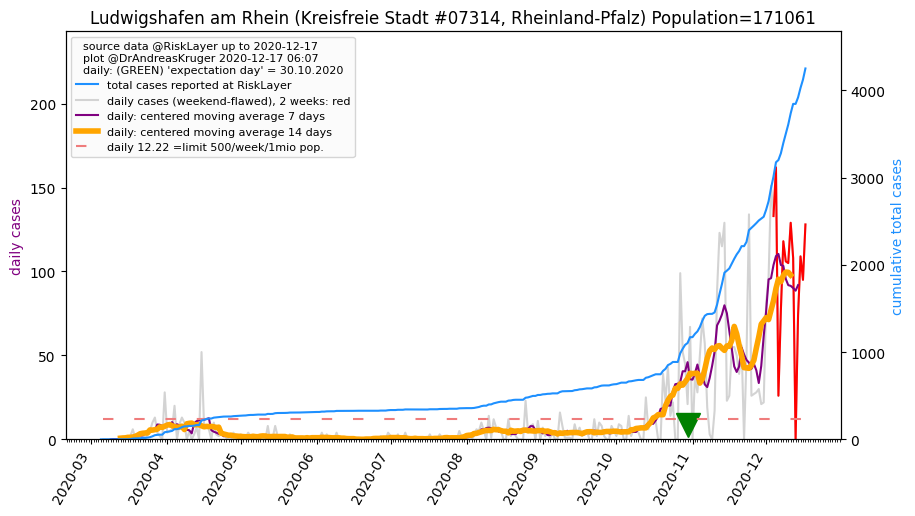 Ludwigshafen am Rhein (Kreisfreie Stadt #07314, Rheinland-Pfalz) Population=171061
source data @RiskLayer up to 2020-12-17
plot @DrAndreasKruger 2020-12-17 06:07
daily: (GREEN) 'expectation day' = 30.10.2020
total cases reported at RiskLayer
daily cases (weekend-flawed), 2 weeks: red
daily: centered moving average 7 days
daily: centered moving average 14 days
daily 12.22 =limit 500/week/1mio pop.
daily cases
200
150
100
50
0
4000
3000
2000
1000
0
cumulative total cases
2020-03
2020-04
2020-05
2020-06
2020-07
2020-08
2020-09
2020-10
2020-11
2020-12